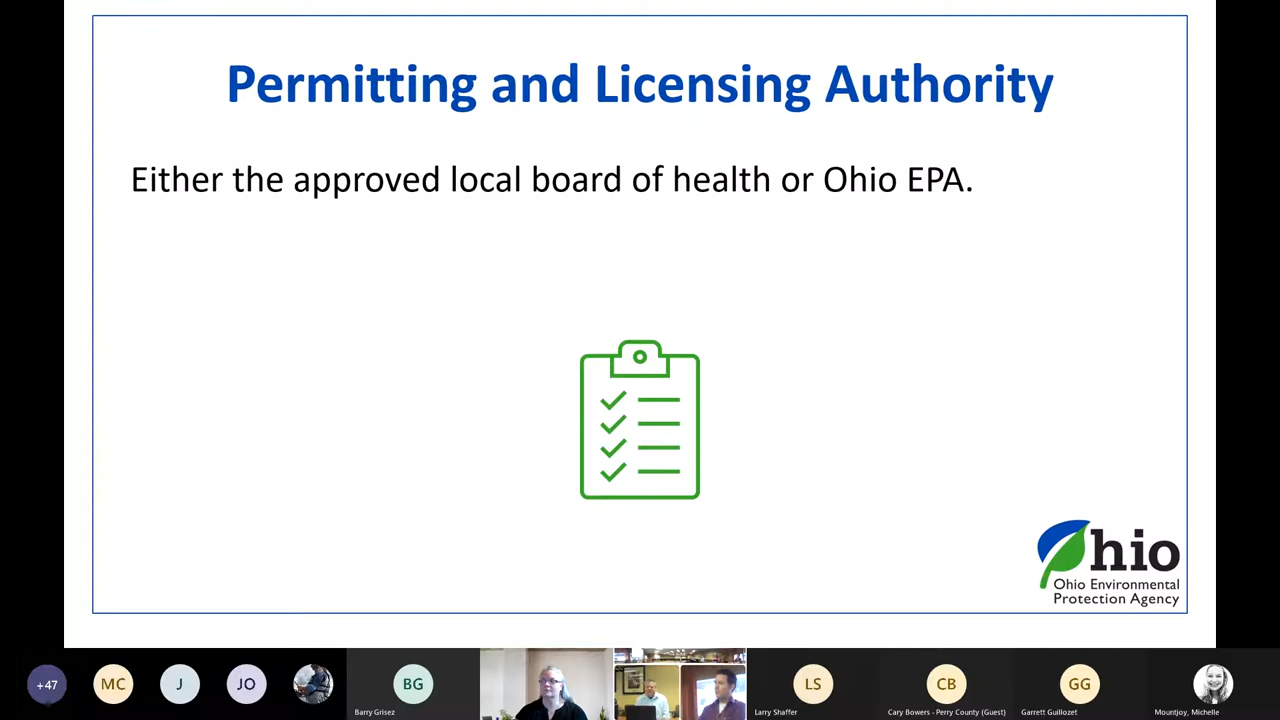 Permitting and Licensing Authority
Either the approved local board of health or Ohio EPA.
Ohio
Ohio Environmental
Protection Agency
+47
MC
J
JO
BG
LS
CB
GG
Barry Grisez
Larry Shaffer
Cary Bowers - Perry County (Guest)
Garrett Guillozet
Mountjoy, Michelle